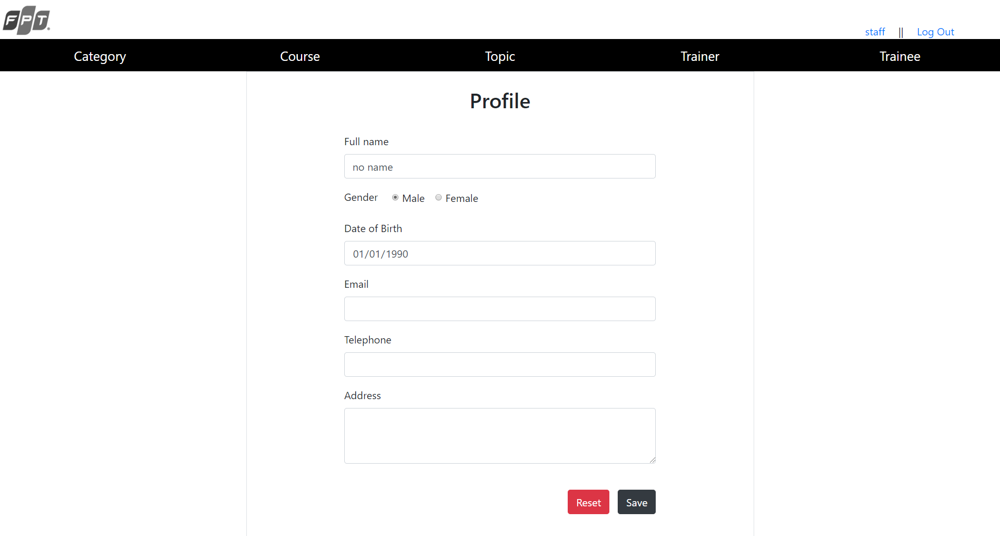 FPT®
staff || Log Out
Category Course Topic Trainer Trainee
Profile
Full name
no name
Gender Male Female
Date of Birth
01/01/1990
Email
Telephone
Address
Reset Save